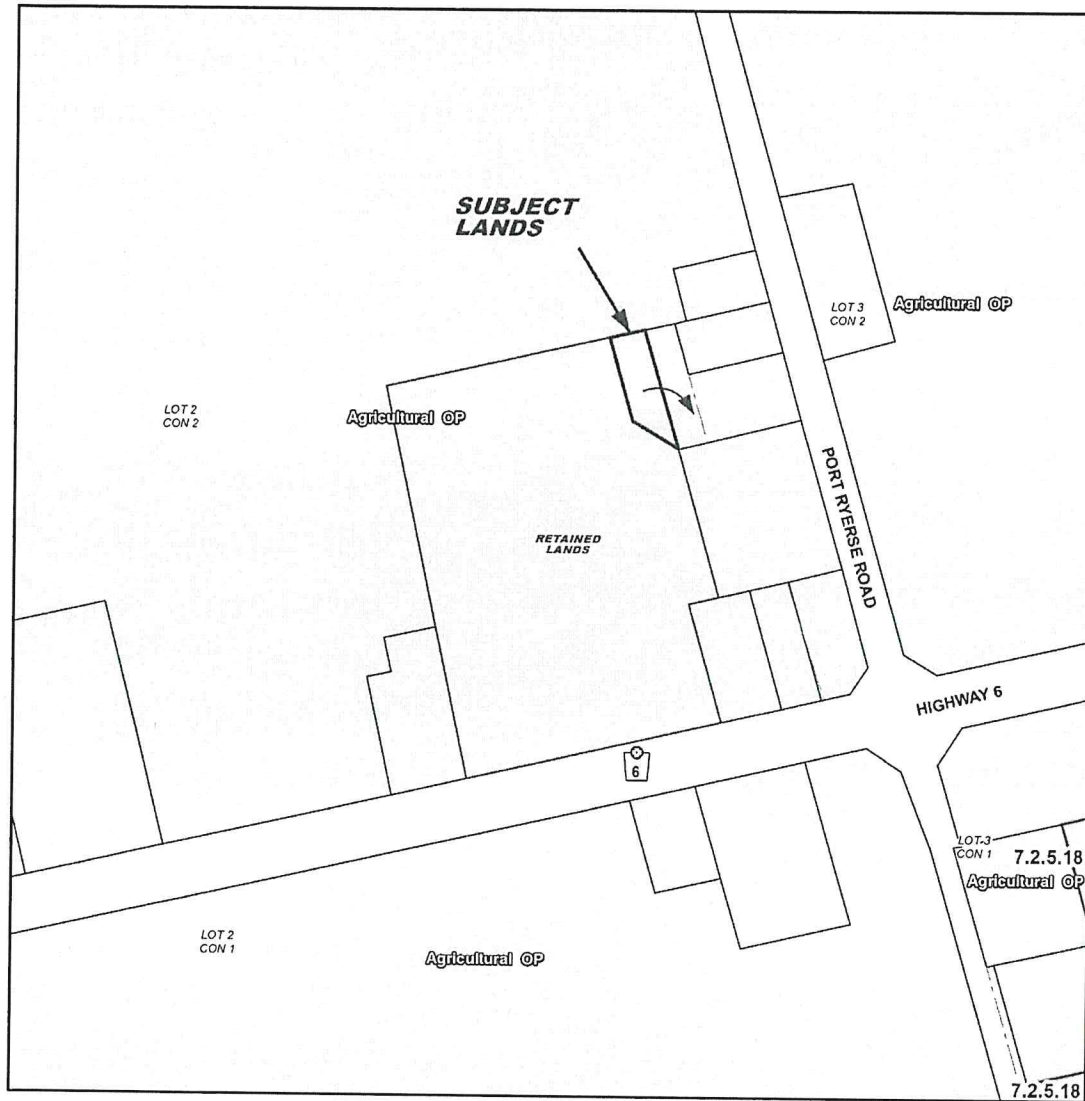 SUBJECT
LANDS
LOT 3
CON 2
Agricultural OP
LOT 2
CON 2
Agricultural OP
PORT RYERSE ROAD
RETAINED
LANDS
HIGHWAY 6
6
LOT 3
CON 1
7.2.5.18
Agricultural OP
LOT 2
CON 1
Agricultural OP
7.2.5.18